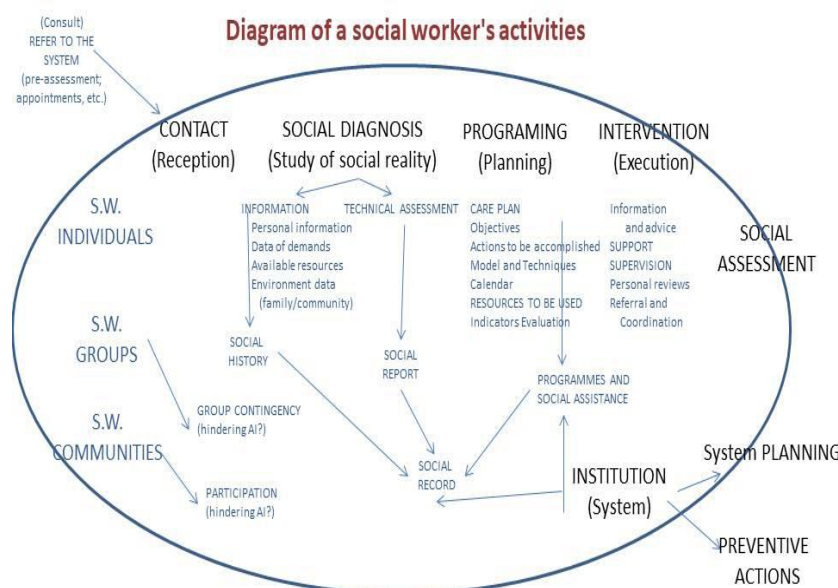 Diagram of a social worker's activities
(Consult)
REFER TO THE
SYSTEM
(pre-assessment;
appointments, etc.)
CONTACT
(Reception)
SOCIAL DIAGNOSIS
(Study of social reality)
PROGRAMING
(Planning)
INTERVENTION
(Execution)
S.W.
INDIVIDUALS
INFORMATION
Personal information
Data of demands
Available resources
Environment data
(family/community)
TECHNICAL ASSESSMENT
CARE PLAN
Objectives
Actions to be accomplished
Model and Techniques
Calendar
RESOURCES TO BE USED
Indicators Evaluation
Information
and advice
SUPPORT
SUPERVISION
Personal reviews
Referral and
Coordination
SOCIAL
ASSESSMENT
S.W.
GROUPS
SOCIAL
HISTORY
SOCIAL
REPORT
PROGRAMMES AND
SOCIAL ASSISTANCE
GROUP CONTINGENCY
(hindering AI?)
S.W.
COMMUNITIES
SOCIAL
RECORD
INSTITUTION
(System)
System PLANNING
PARTICIPATION
(hindering AI?)
PREVENTIVE
ACTIONS